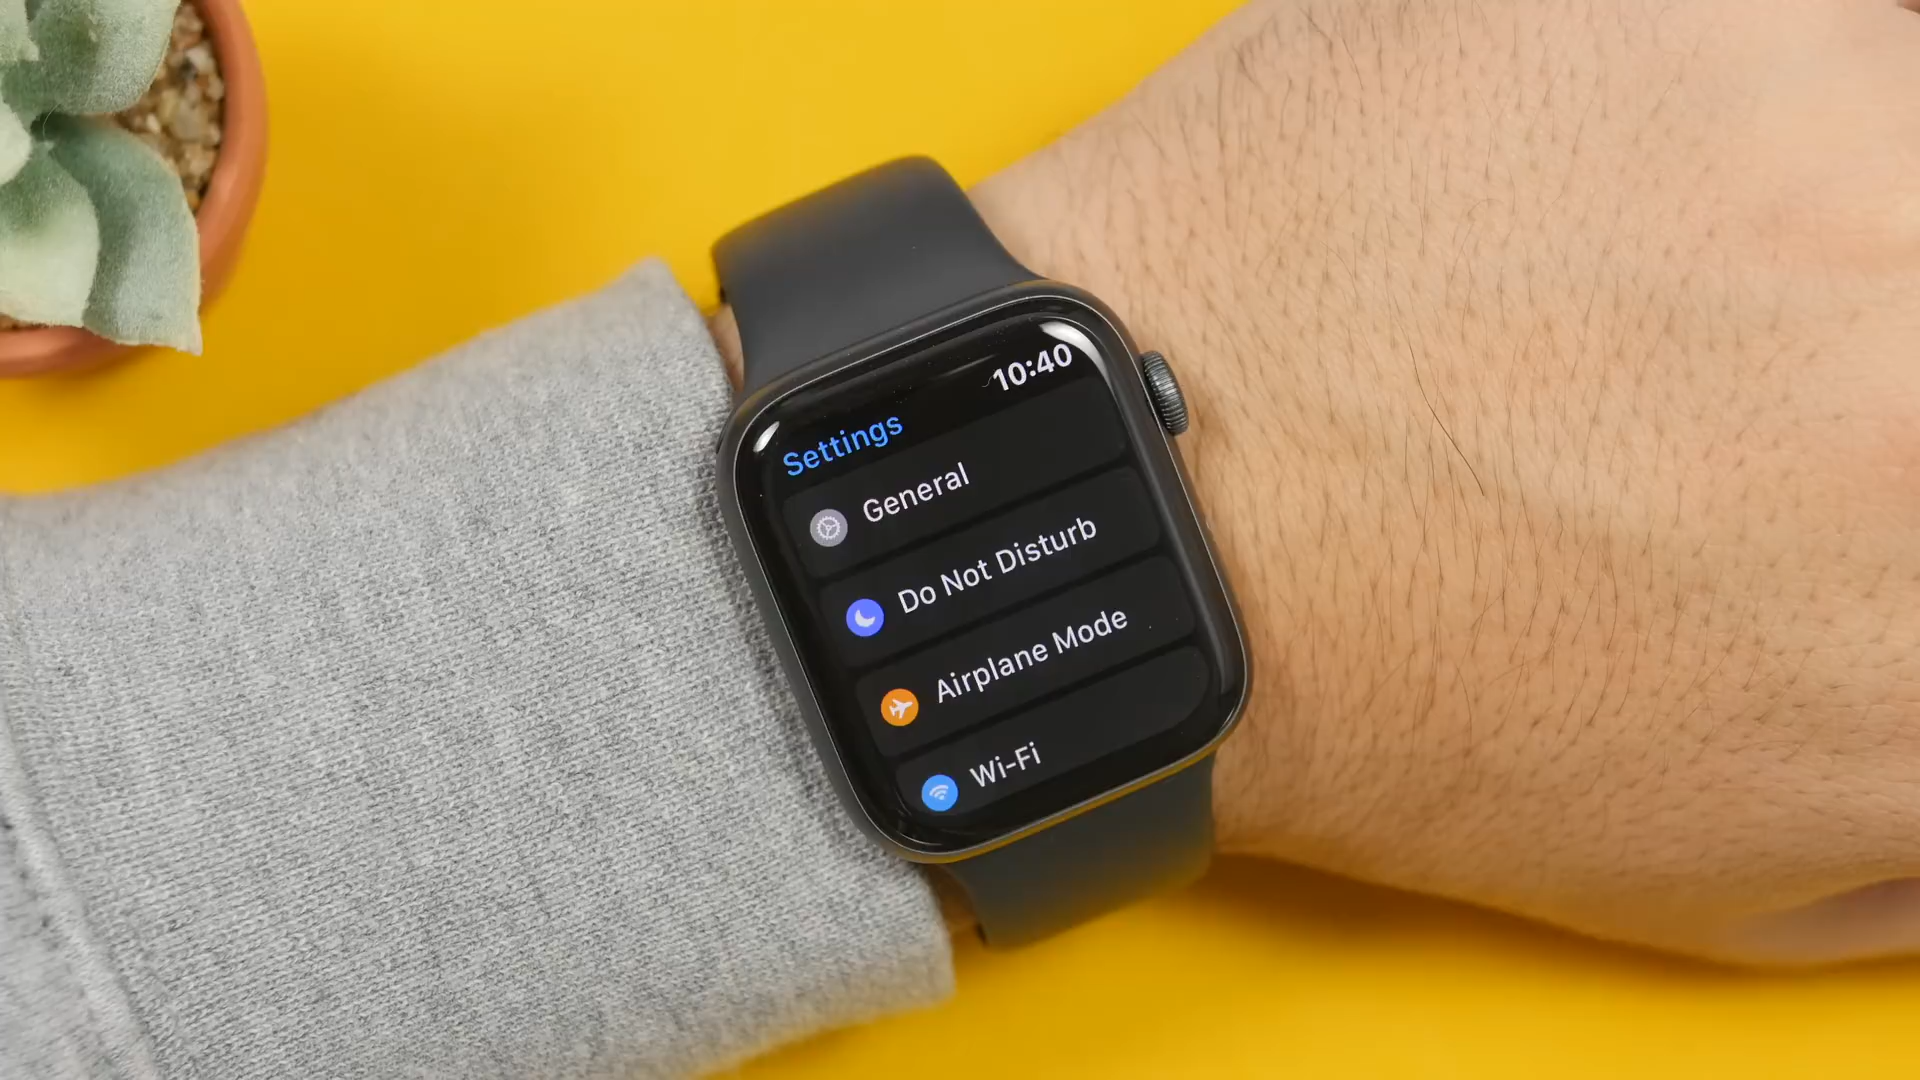 10:40
Settings
General
Do Not Disturb
Airplane Mode
Wi-Fi